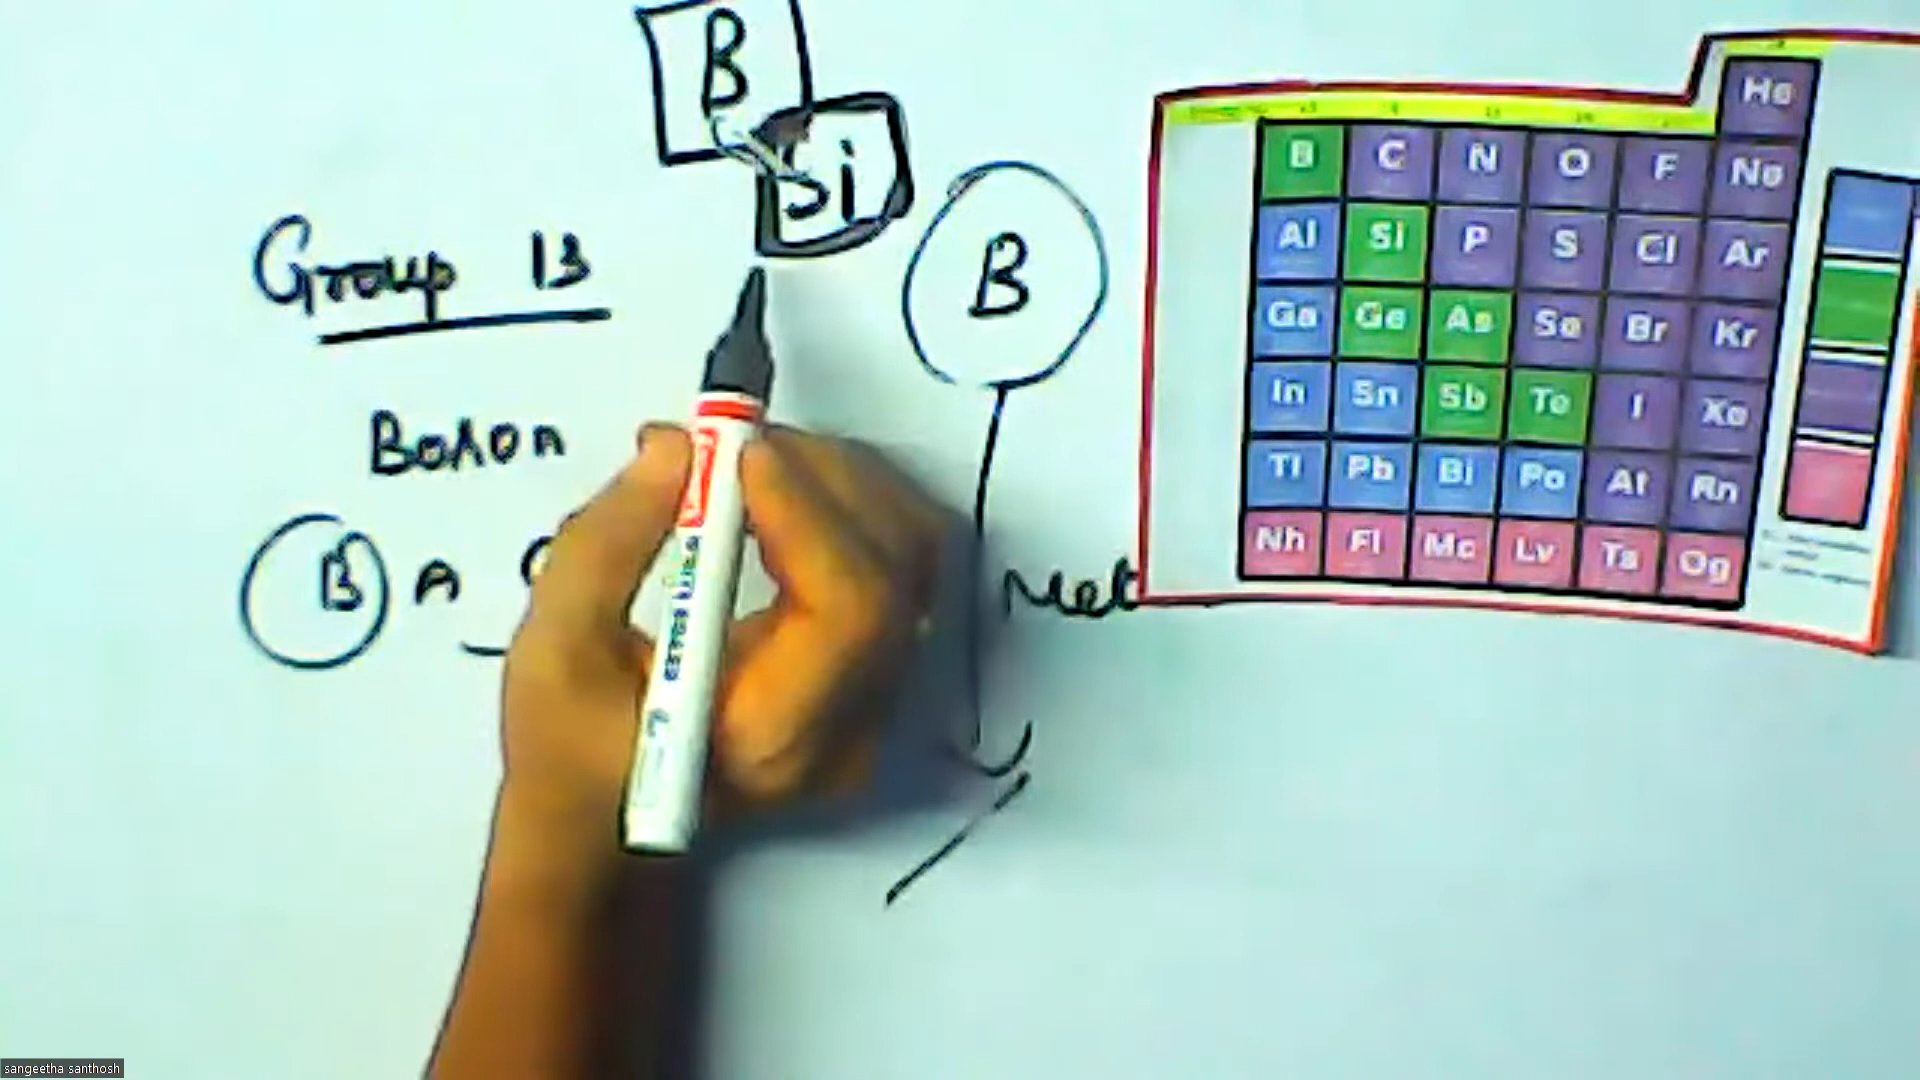 B
Si
Group 13
B
Boron
B A
Met
He
B C N O F Ne
Al Si P S Cl Ar
Ga Ge As Se Br Kr
In Sn Sb Te I Xe
Tl Pb Bi Po At Rn
Nh Fl Mc Lv Ts Og
sangeetha santhosh